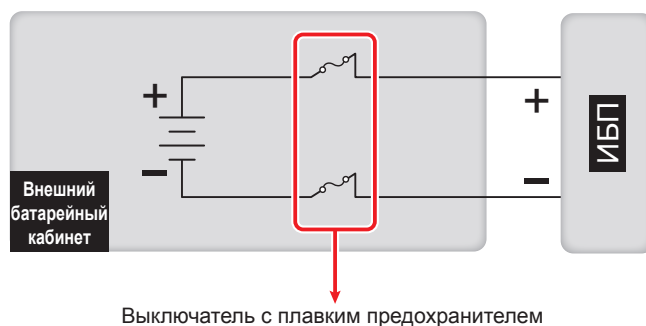 +
+
ИБП
−
−
Внешний
батарейный
кабинет
Выключатель с плавким предохранителем